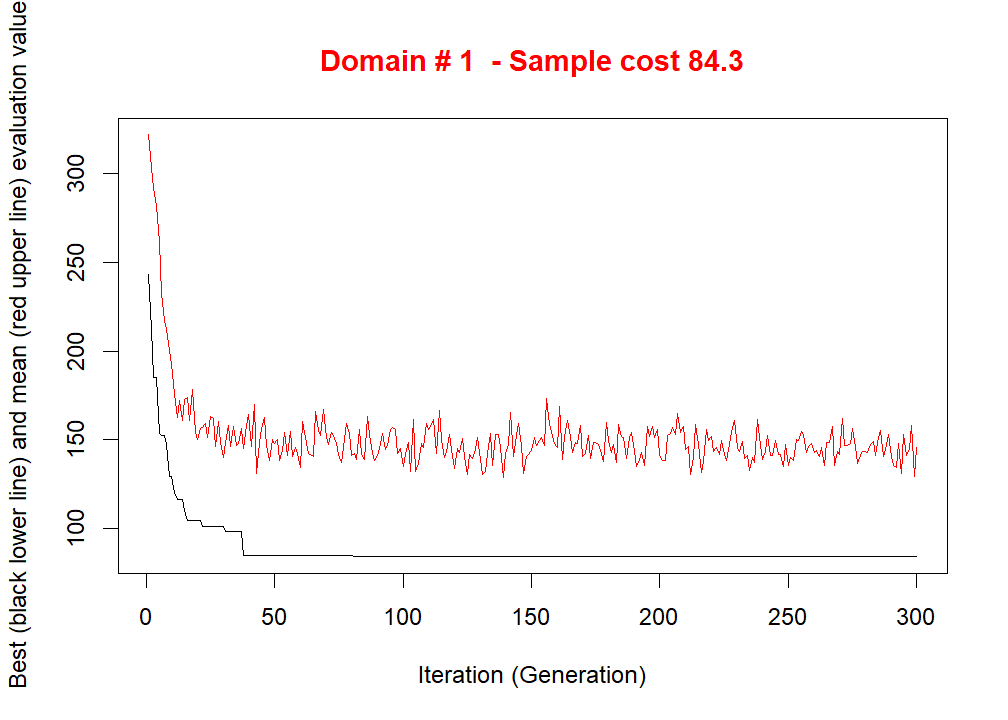 Domain # 1  - Sample cost 84.3
Best (black lower line) and mean (red upper line) evaluation value
300
250
200
150
100
0 50 100 150 200 250 300
Iteration (Generation)